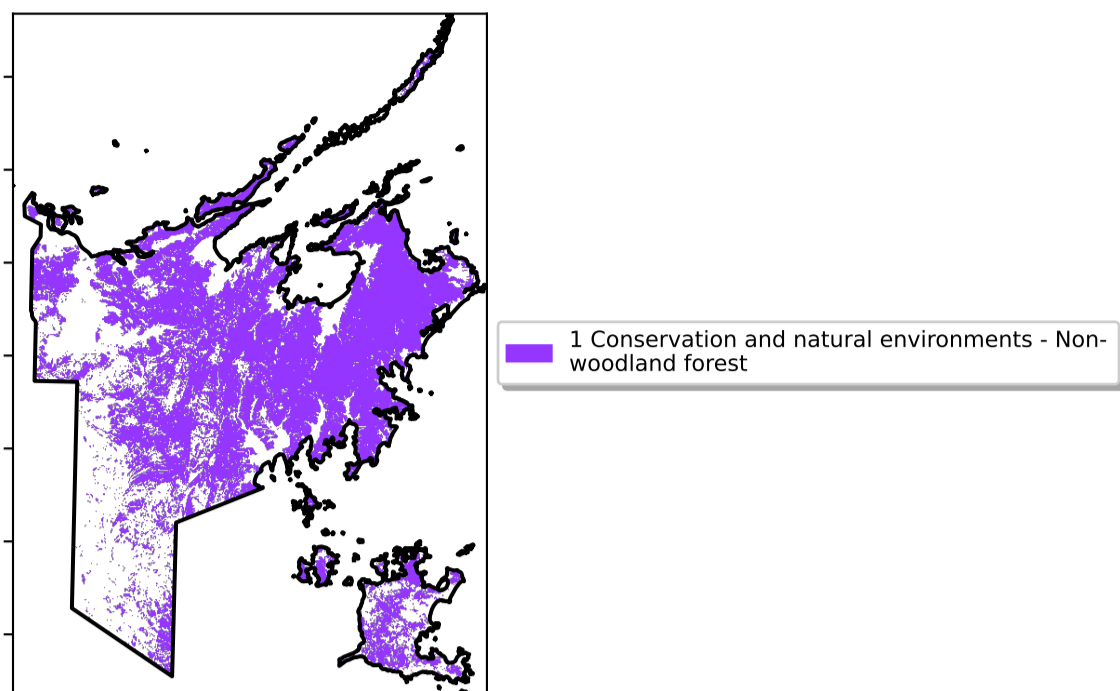 1 Conservation and natural environments - Non-
woodland forest